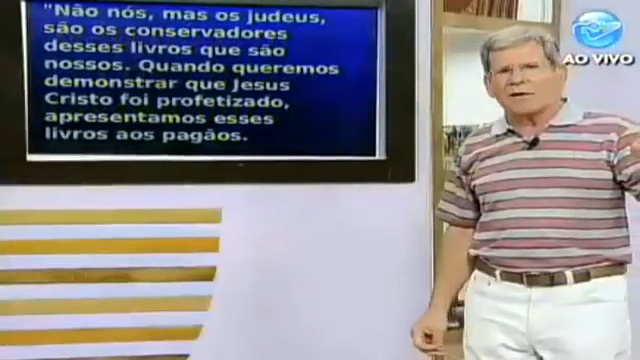 "Não nós, mas os judeus,
são os conservadores
desses livros que são
nossos. Quando queremos
demonstrar que Jesus
Cristo foi profetizado,
apresentamos esses
livros aos pagãos.
AO VIVO